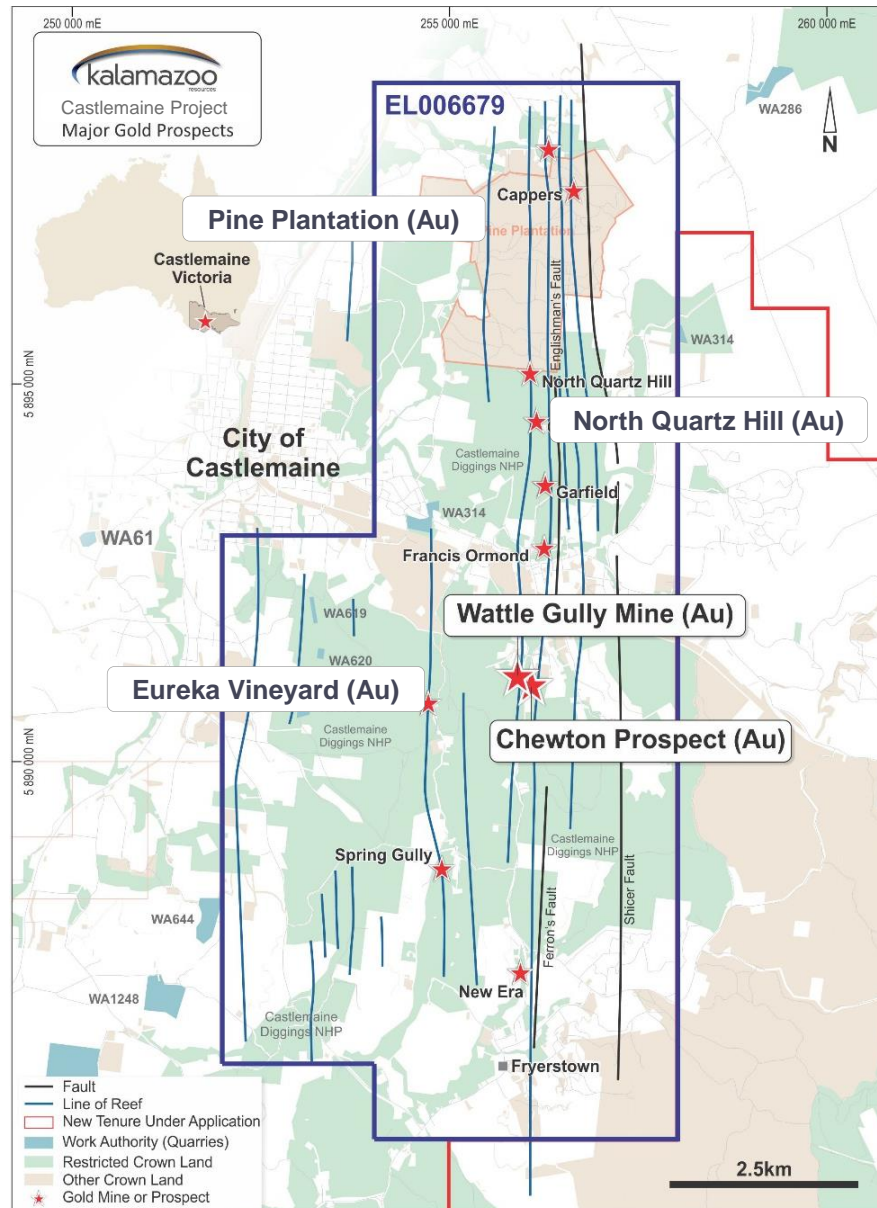 250 000 mE
255 000 mE
260 000 mE
kalamazoo
resources
Castlemaine Project
Major Gold Prospects
EL006679
WA286
N
Cappers
Pine Plantation (Au)
ine Plantation
Castlemaine
Victoria
Englishman's Fault
WA314
5 895 000 mN
North Quartz Hill
North Quartz Hill (Au)
City of
Castlemaine
Castlemaine
Diggings NHP
Garfield
WA314
WA61
Francis Ormond
WA619
Wattle Gully Mine (Au)
WA620
Eureka Vineyard (Au)
Castlemaine
Diggings NHP
Chewton Prospect (Au)
5 890 000 mN
Spring Gully
Castlemaine
Diggings NHP
Shicer Fault
Ferron's Fault
WA644
New Era
WA1248
Castlemaine
Diggings NHP
Fryerstown
Fault
Line of Reef
New Tenure Under Application
Work Authority (Quarries)
Restricted Crown Land
Other Crown Land
Gold Mine or Prospect
2.5km